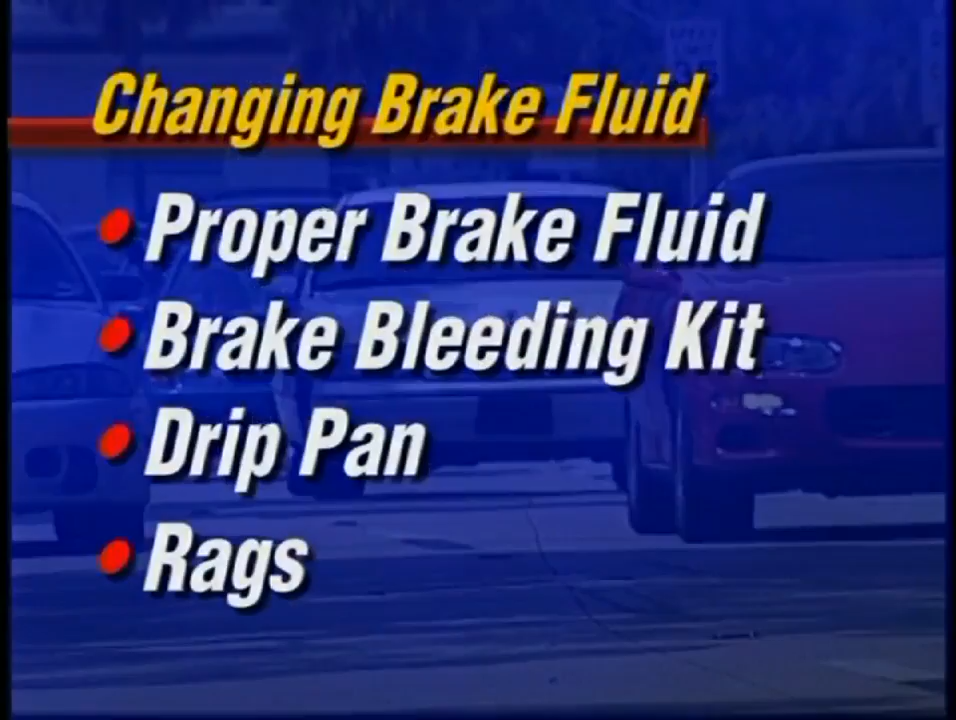 Changing Brake Fluid
• Proper Brake Fluid
• Brake Bleeding Kit
• Drip Pan
• Rags